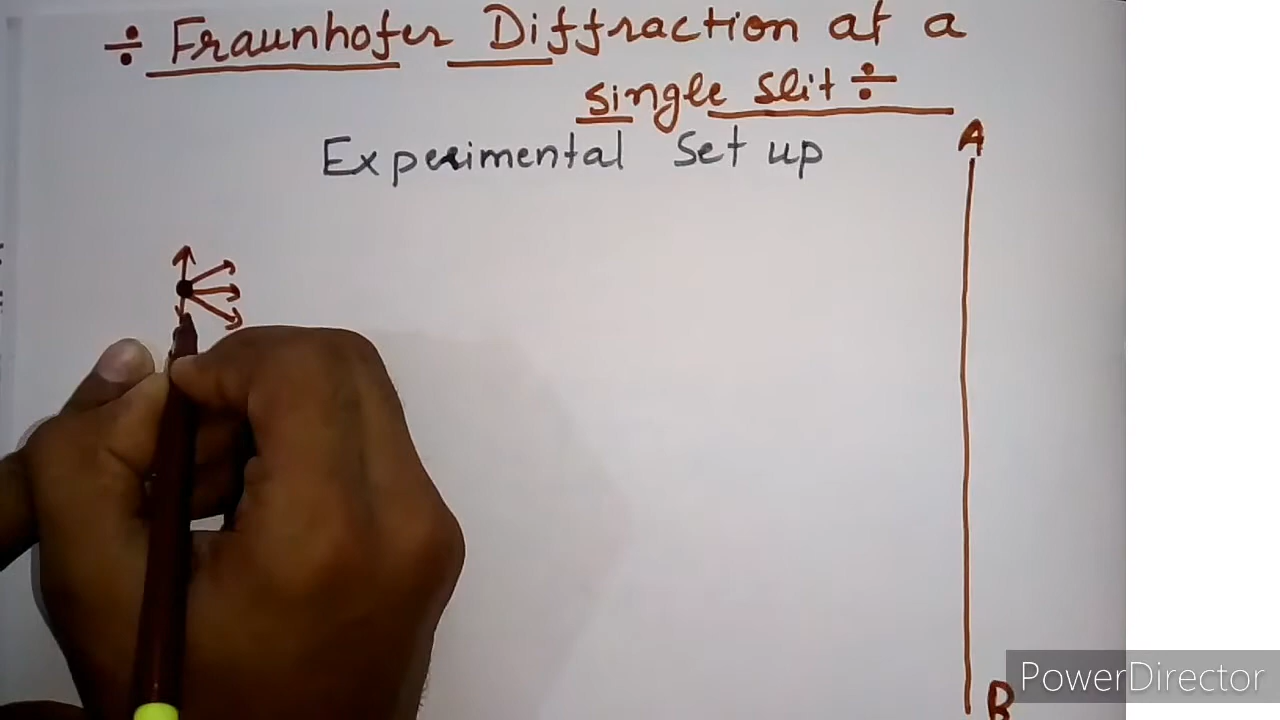 ÷ Fraunhofer Diffraction at a
single slit ÷
Experimental Set up
A
B
PowerDirector